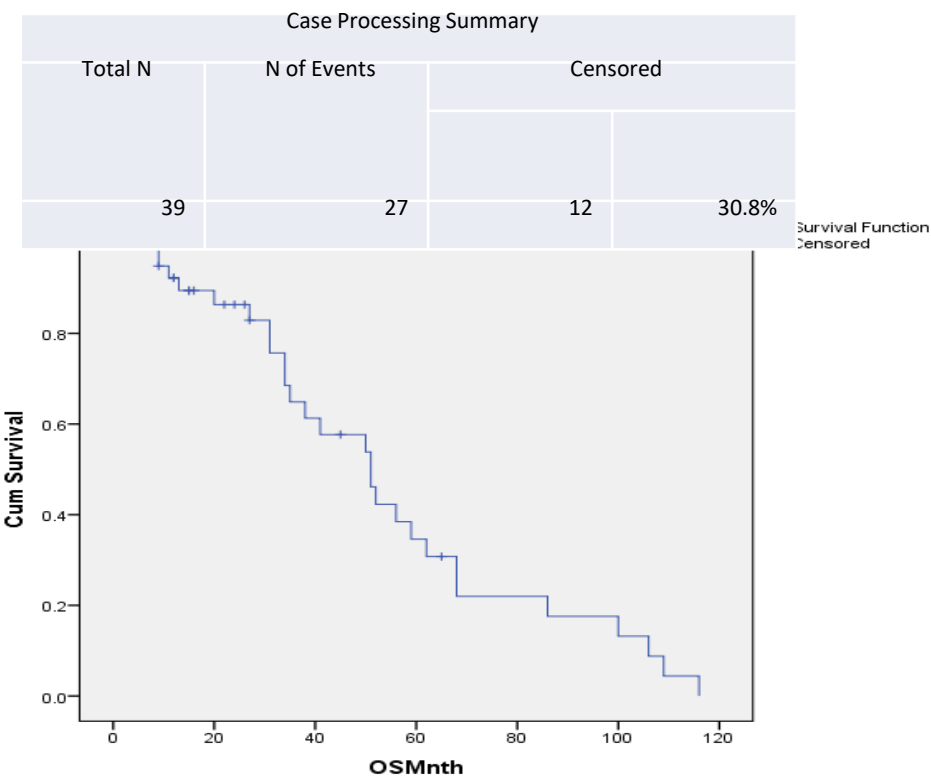 Case Processing Summary
Total N N of Events Censored
39 27 12 30.8%
Survival Function
Censored
0.8
0.6
0.4
0.2
0.0
Cum Survival
0 20 40 60 80 100 120
OSMnth